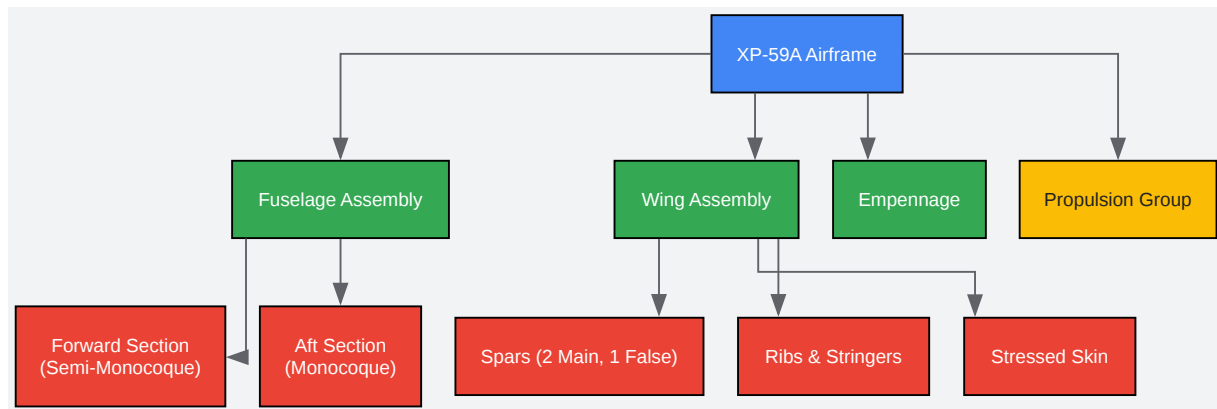 XP-59A Airframe
Fuselage Assembly
Wing Assembly
Empennage
Propulsion Group
Forward Section
(Semi-Monocoque)
Aft Section
(Monocoque)
Spars (2 Main, 1 False)
Ribs & Stringers
Stressed Skin